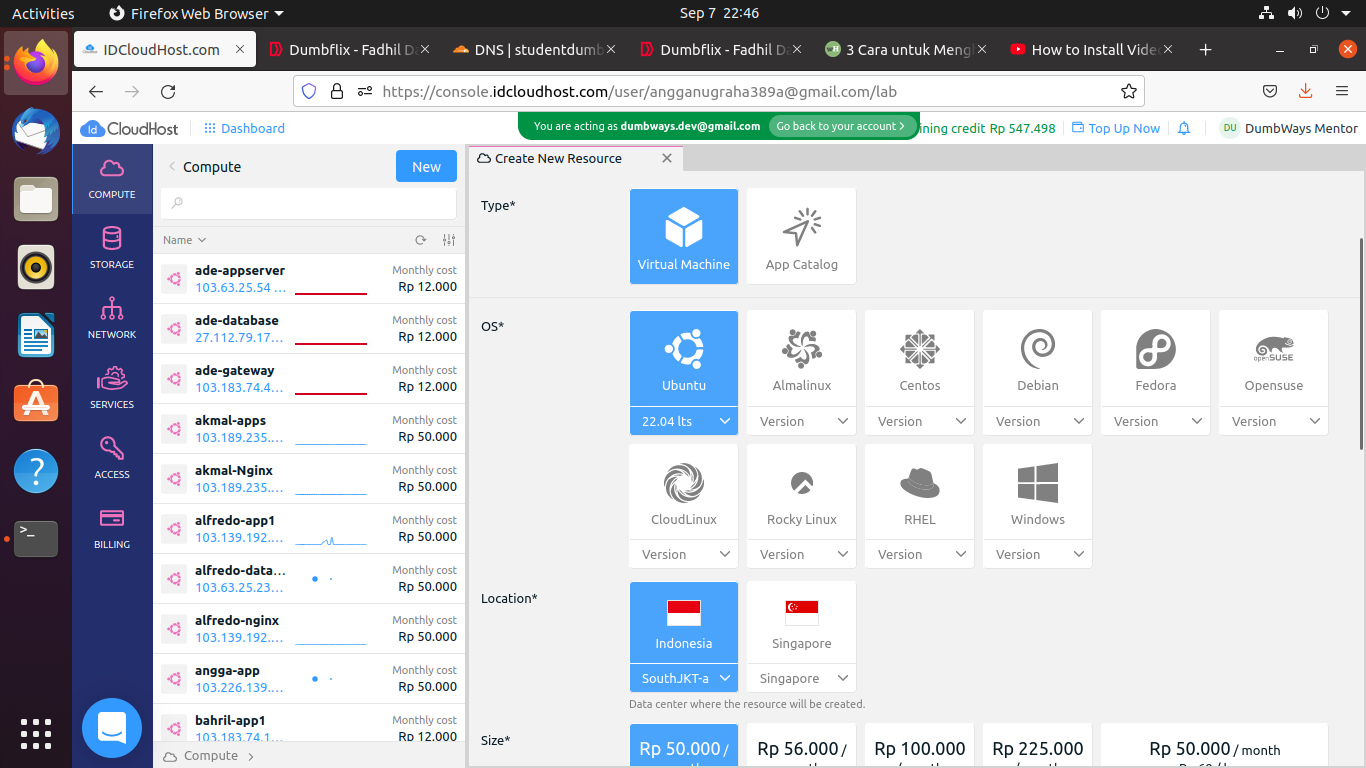 Activities
Firefox Web Browser
Sep 7 22:46
IDCloudHost.com
Dumbflix - Fadhil Da
DNS | studentdumb
Dumbflix - Fadhil Da
3 Cara untuk Mengh
How to Install Video
https://console.idcloudhost.com/user/angganugraha389a@gmail.com/lab
Id CloudHost
Dashboard
You are acting as dumbways.dev@gmail.com
Go back to your account
ining credit Rp 547.498
Top Up Now
DU
DumbWays Mentor
COMPUTE
STORAGE
NETWORK
SERVICES
ACCESS
BILLING
Compute
New
Name
ade-appserver
Monthly cost
103.63.25.54 ...
Rp 12.000
ade-database
Monthly cost
27.112.79.17...
Rp 12.000
ade-gateway
Monthly cost
103.183.74.4...
Rp 12.000
akmal-apps
Monthly cost
103.189.235....
Rp 50.000
akmal-Nginx
Monthly cost
103.189.235....
Rp 50.000
alfredo-app1
Monthly cost
103.139.192....
Rp 50.000
alfredo-data...
Monthly cost
103.63.25.23...
Rp 50.000
alfredo-nginx
Monthly cost
103.139.192....
Rp 50.000
angga-app
Monthly cost
103.226.139....
Rp 50.000
bahril-app1
Monthly cost
103.183.74.1...
Rp 12.000
Compute
Create New Resource
Type*
Virtual Machine
App Catalog
OS*
Ubuntu
Almalinux
Centos
Debian
Fedora
openSUSE
Opensuse
22.04 lts
Version
Version
Version
Version
Version
CloudLinux
Rocky Linux
RHEL
Windows
Version
Version
Version
Version
Location*
Indonesia
Singapore
SouthJKT-a
Singapore
Data center where the resource will be created.
Size*
Rp 50.000 /
Rp 56.000 /
Rp 100.000
Rp 225.000
Rp 50.000 / month